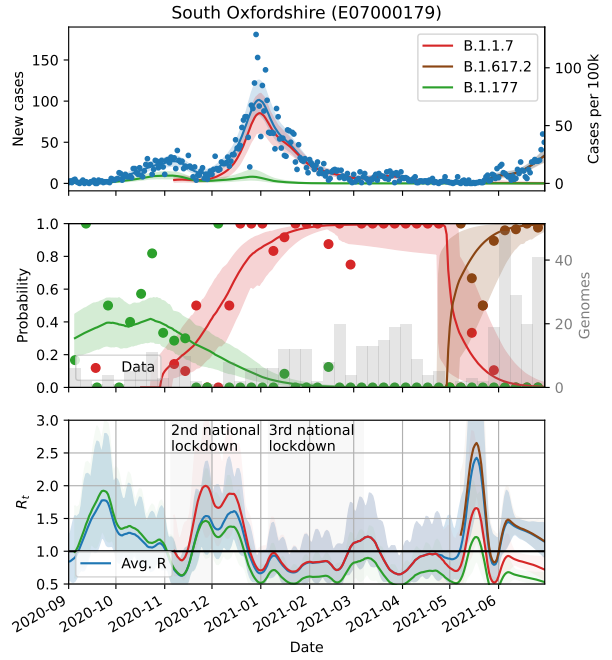 South Oxfordshire (E07000179)
New cases
150
100
50
0
B.1.1.7
B.1.617.2
B.1.177
100
50
0
Cases per 100k
Probability
1.0
0.8
0.6
0.4
0.2
0.0
Data
40
20
0
Genomes
R_t
3.0
2.5
2.0
1.5
1.0
0.5
2nd national
lockdown
3rd national
lockdown
Avg. R
2020-09
2020-10
2020-11
2020-12
2021-01
2021-02
2021-03
2021-04
2021-05
2021-06
Date